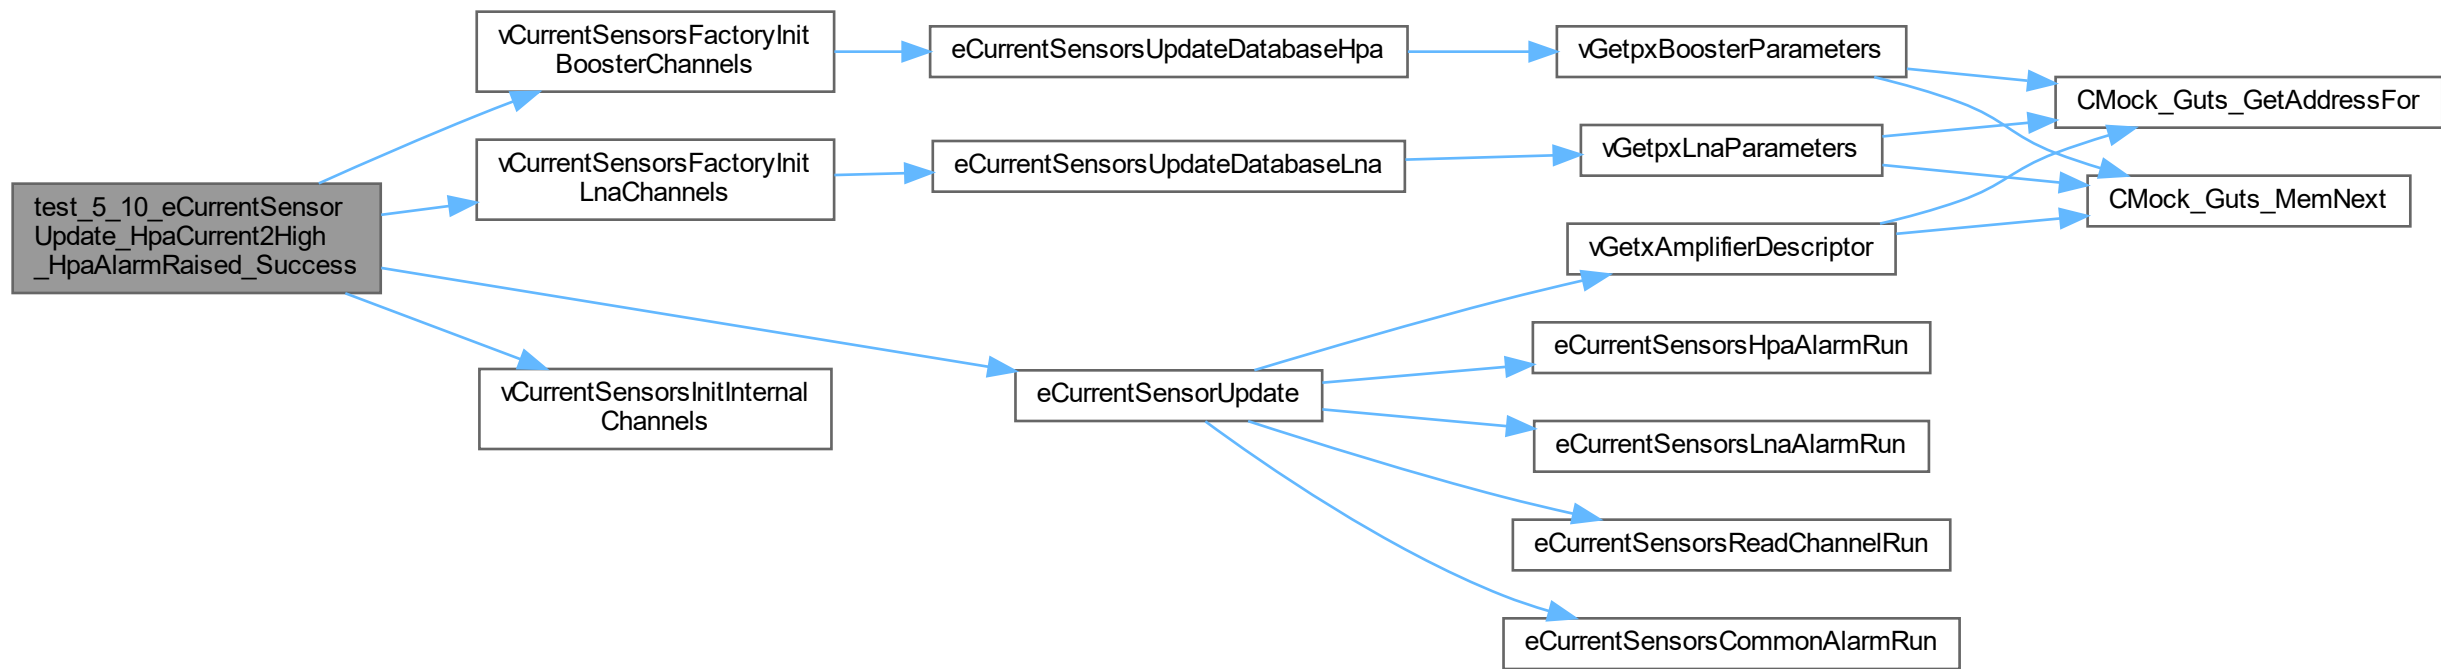 test_5_10_eCurrentSensor
Update_HpaCurrent2High
_HpaAlarmRaised_Success
vCurrentSensorsFactoryInit
BoosterChannels
eCurrentSensorsUpdateDatabaseHpa
vGetpxBoosterParameters
CMock_Guts_GetAddressFor
vCurrentSensorsFactoryInit
LnaChannels
eCurrentSensorsUpdateDatabaseLna
vGetpxLnaParameters
CMock_Guts_MemNext
vGetxAmplifierDescriptor
eCurrentSensorsHpaAlarmRun
vCurrentSensorsInitInternal
Channels
eCurrentSensorUpdate
eCurrentSensorsLnaAlarmRun
eCurrentSensorsReadChannelRun
eCurrentSensorsCommonAlarmRun